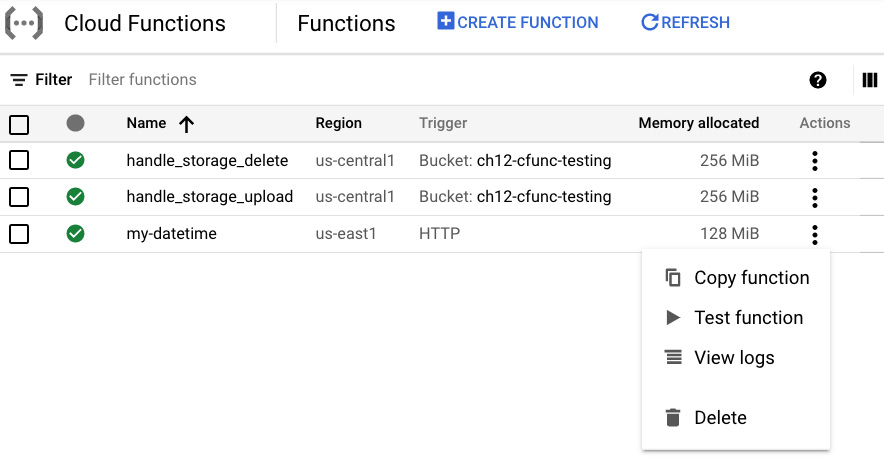 Cloud Functions Functions CREATE FUNCTION REFRESH
Filter Filter functions
Name Region Trigger Memory allocated Actions
handle_storage_delete us-central1 Bucket: ch12-cfunc-testing 256 MiB
handle_storage_upload us-central1 Bucket: ch12-cfunc-testing 256 MiB
my-datetime us-east1 HTTP 128 MiB
Copy function
Test function
View logs
Delete